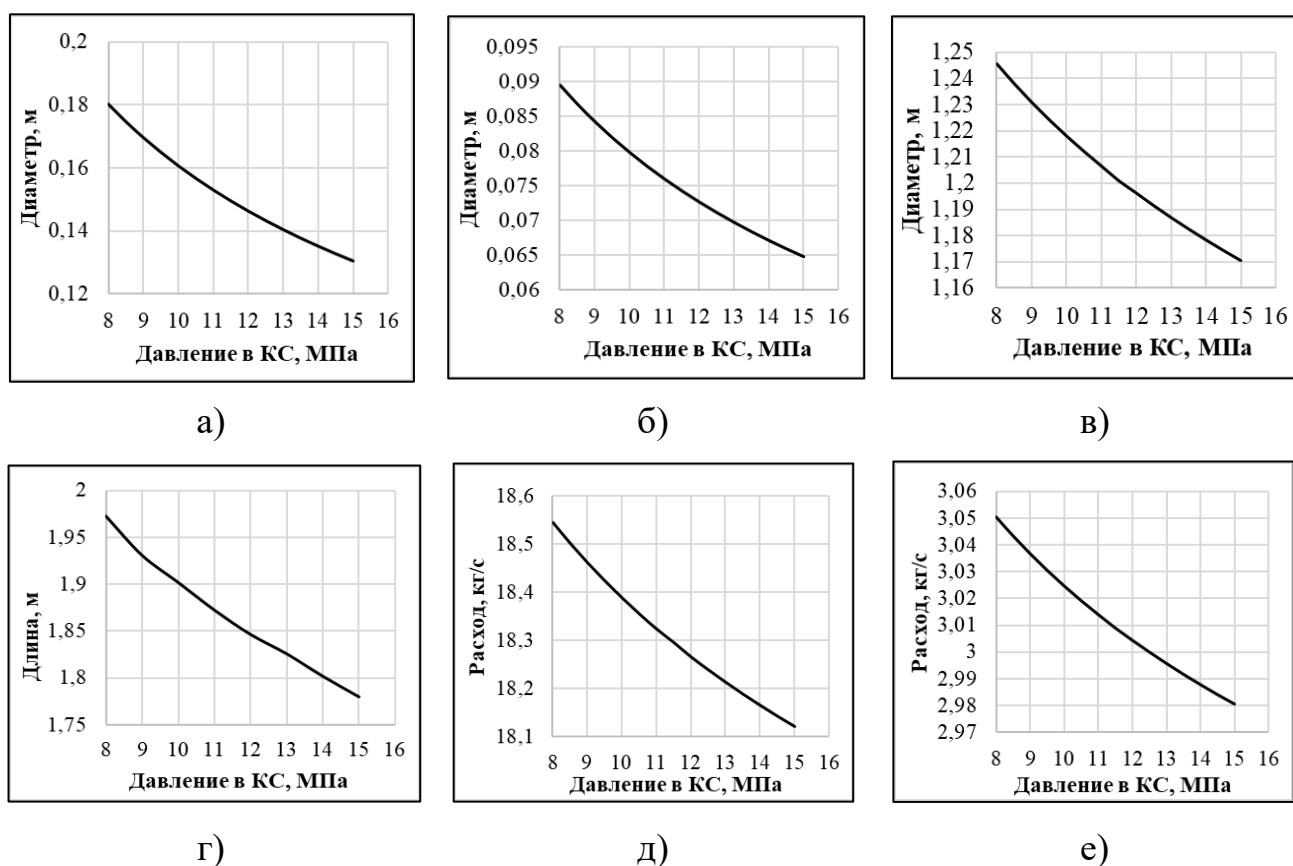 0,2
0,18
0,16
0,14
0,12
Диаметр, м
8 9 10 11 12 13 14 15 16
Давление в КС, МПа
а)
0,095
0,09
0,085
0,08
0,075
0,07
0,065
0,06
Диаметр, м
8 9 10 11 12 13 14 15 16
Давление в КС, МПа
б)
1,25
1,24
1,23
1,22
1,21
1,2
1,19
1,18
1,17
1,16
Диаметр, м
8 9 10 11 12 13 14 15 16
Давление в КС, МПа
в)
2
1,95
1,9
1,85
1,8
1,75
Длина, м
8 9 10 11 12 13 14 15 16
Давление в КС, МПа
г)
18,6
18,5
18,4
18,3
18,2
18,1
Расход, кг/с
8 9 10 11 12 13 14 15 16
Давление в КС, МПа
д)
3,06
3,05
3,04
3,03
3,02
3,01
3
2,99
2,98
2,97
Расход, кг/с
8 9 10 11 12 13 14 15 16
Давление в КС, МПа
е)